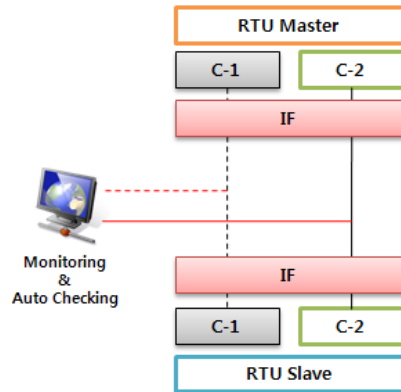 RTU Master
C-1
C-2
IF
Monitoring
&
Auto Checking
IF
C-1
C-2
RTU Slave